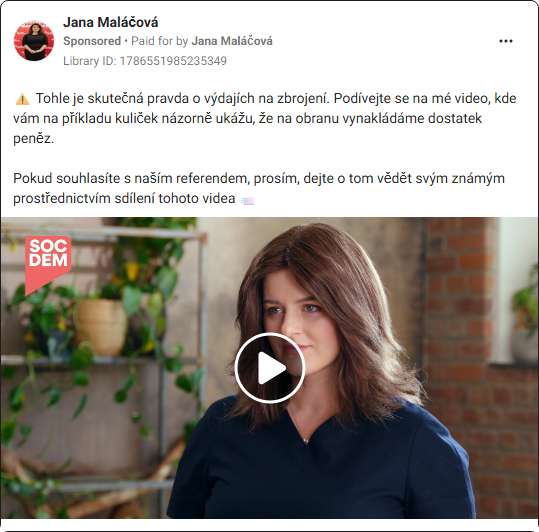 Jana Maláčová
Sponsored • Paid for by Jana Maláčová
Library ID: 1786551985235349
⚠️ Tohle je skutečná pravda o výdajích na zbrojení. Podívejte se na mé video, kde
vám na příkladu kuliček názorně ukážu, že na obranu vynakládáme dostatek
peněz.
Pokud souhlasíte s naším referendem, prosím, dejte o tom vědět svým známým
prostřednictvím sdílení tohoto videa
SOC
DEM